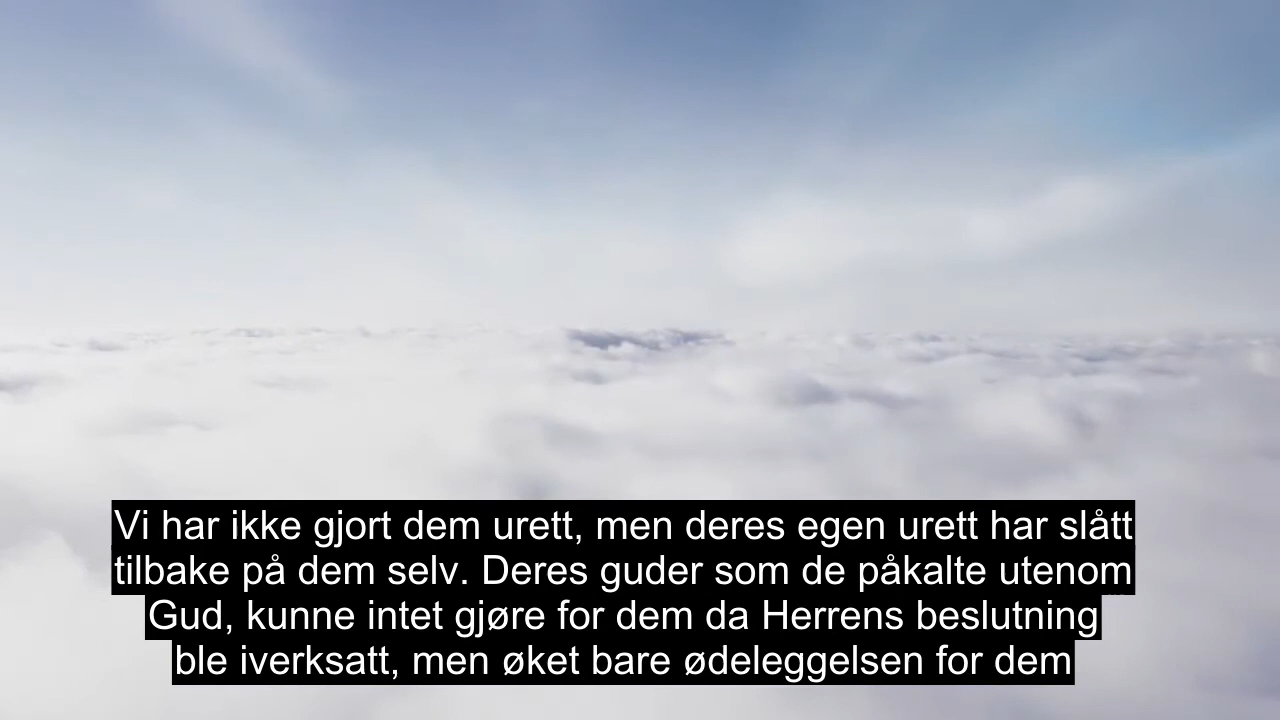 Vi har ikke gjort dem urett, men deres egen urett har slått
tilbake på dem selv. Deres guder som de påkalte utenom
Gud, kunne intet gjøre for dem da Herrens beslutning
ble iverksatt, men øket bare ødeleggelsen for dem